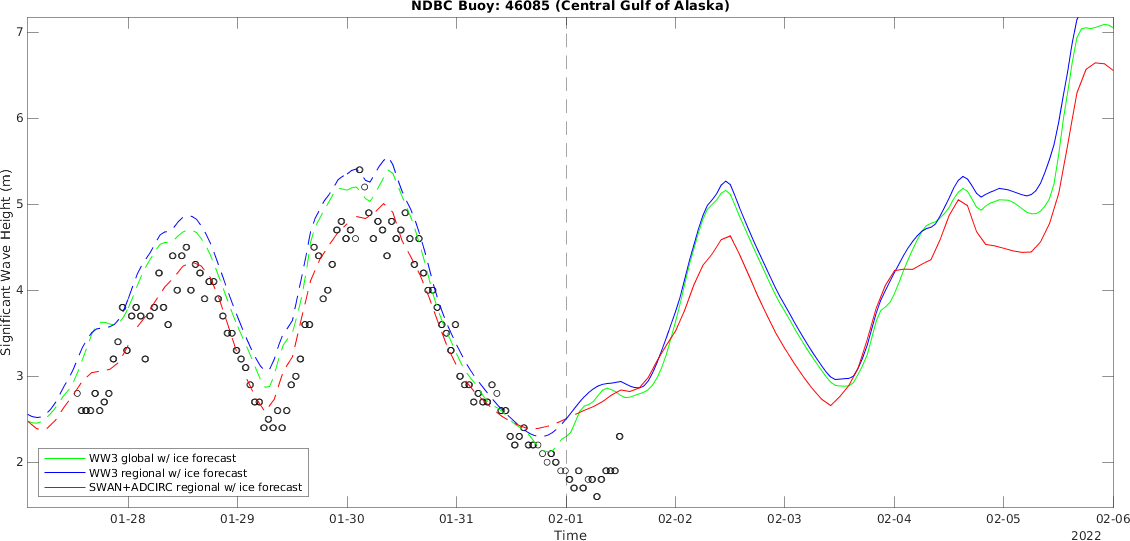 NDBC Buoy: 46085 (Central Gulf of Alaska)
Significant Wave Height (m)
7
6
5
4
3
2
WW3 global w/ ice forecast
WW3 regional w/ ice forecast
SWAN+ADCIRC regional w/ ice forecast
01-28 01-29 01-30 01-31 02-01 02-02 02-03 02-04 02-05 02-06
Time
2022